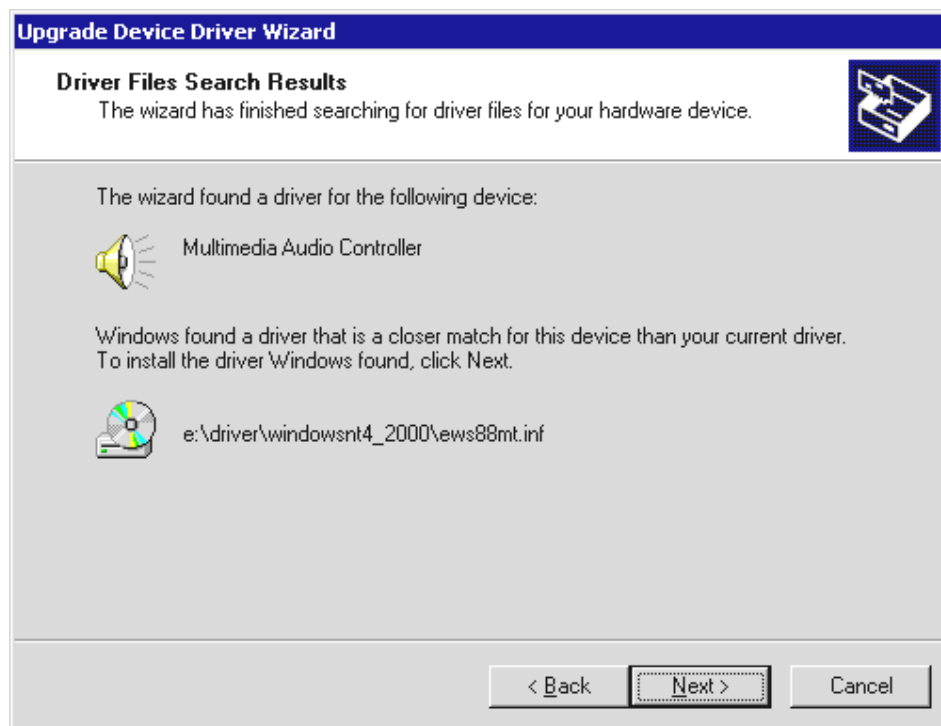 Upgrade Device Driver Wizard
Driver Files Search Results
The wizard has finished searching for driver files for your hardware device.
The wizard found a driver for the following device:
Multimedia Audio Controller
Windows found a driver that is a closer match for this device than your current driver.
To install the driver Windows found, click Next.
e:\driver\windowsnt4_2000\ews88mt.inf
< Back Next > Cancel